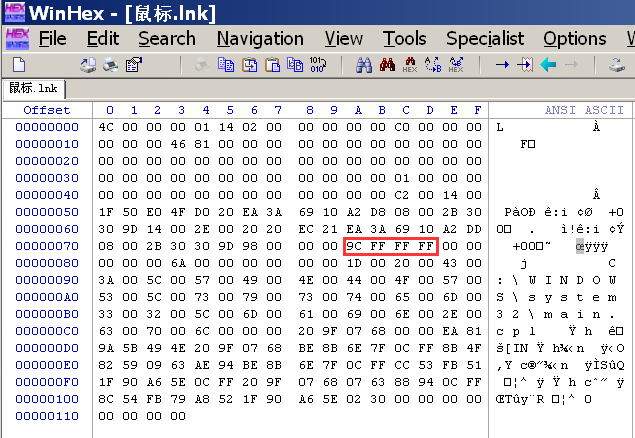 WinHex - [鼠标.lnk]
File Edit Search Navigation View Tools Specialist Options W
鼠标.lnk
Offset 0 1 2 3 4 5 6 7 8 9 A B C D E F ANSI ASCII
00000000 4C 00 00 00 01 14 02 00 00 00 00 00 C0 00 00 00 L À
00000010 00 00 00 46 81 00 00 00 00 00 00 00 00 00 00 00 F□
00000020 00 00 00 00 00 00 00 00 00 00 00 00 00 00 00 00
00000030 00 00 00 00 00 00 00 00 00 00 00 00 01 00 00 00
00000040 00 00 00 00 00 00 00 00 00 00 00 00 C2 00 14 00 Â
00000050 1F 50 E0 4F D0 20 EA 3A 69 10 A2 D8 08 00 2B 30 PàOÐ ê:i ¢Ø +0
00000060 30 9D 14 00 2E 00 20 20 EC 21 EA 3A 69 10 A2 DD 0□ . ì!ê:i ¢Ý
00000070 08 00 2B 30 30 9D 98 00 00 00 9C FF FF FF 00 00 +00□˜ œÿÿÿ
00000080 00 00 00 6A 00 00 00 00 00 00 1D 00 20 00 43 00 j C
00000090 3A 00 5C 00 57 00 49 00 4E 00 44 00 4F 00 57 00 : \ W I N D O W
000000A0 53 00 5C 00 73 00 79 00 73 00 74 00 65 00 6D 00 S \ s y s t e m
000000B0 33 00 32 00 5C 00 6D 00 61 00 69 00 6E 00 2E 00 3 2 \ m a i n .
000000C0 63 00 70 00 6C 00 00 00 20 9F 07 68 00 00 EA 81 c p l Ÿ h ê□
000000D0 9A 5B 49 4E 20 9F 07 68 BE 8B 6E 7F 0C FF 8B 4F š[IN Ÿ h¾‹n ÿ‹O
000000E0 82 59 09 63 AE 94 BE 8B 6E 7F 0C FF CC 53 FB 51 ‚Y c®”¾‹n ÿÌSûQ
000000F0 1F 90 A6 5E 0C FF 20 9F 07 68 07 63 88 94 0C FF □¦^ ÿ Ÿ h cˆ” ÿ
00000100 8C 54 FB 79 A8 52 1F 90 A6 5E 02 30 00 00 00 00 ŒTûy¨R □¦^ 0
00000110 00 00 00 00